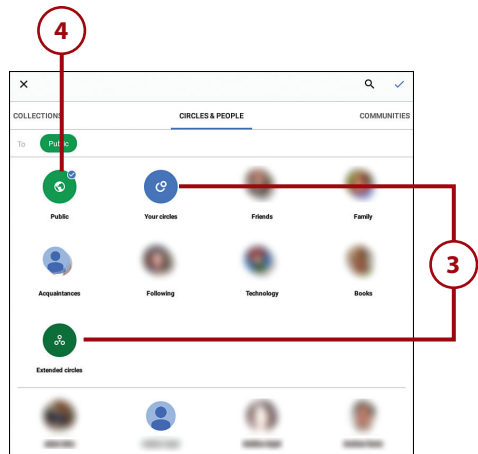 4
COLLECTIONS CIRCLES & PEOPLE COMMUNITIES
To Public
Public Your circles Friends Family
3
Acquaintances Following Technology Books
Extended circles